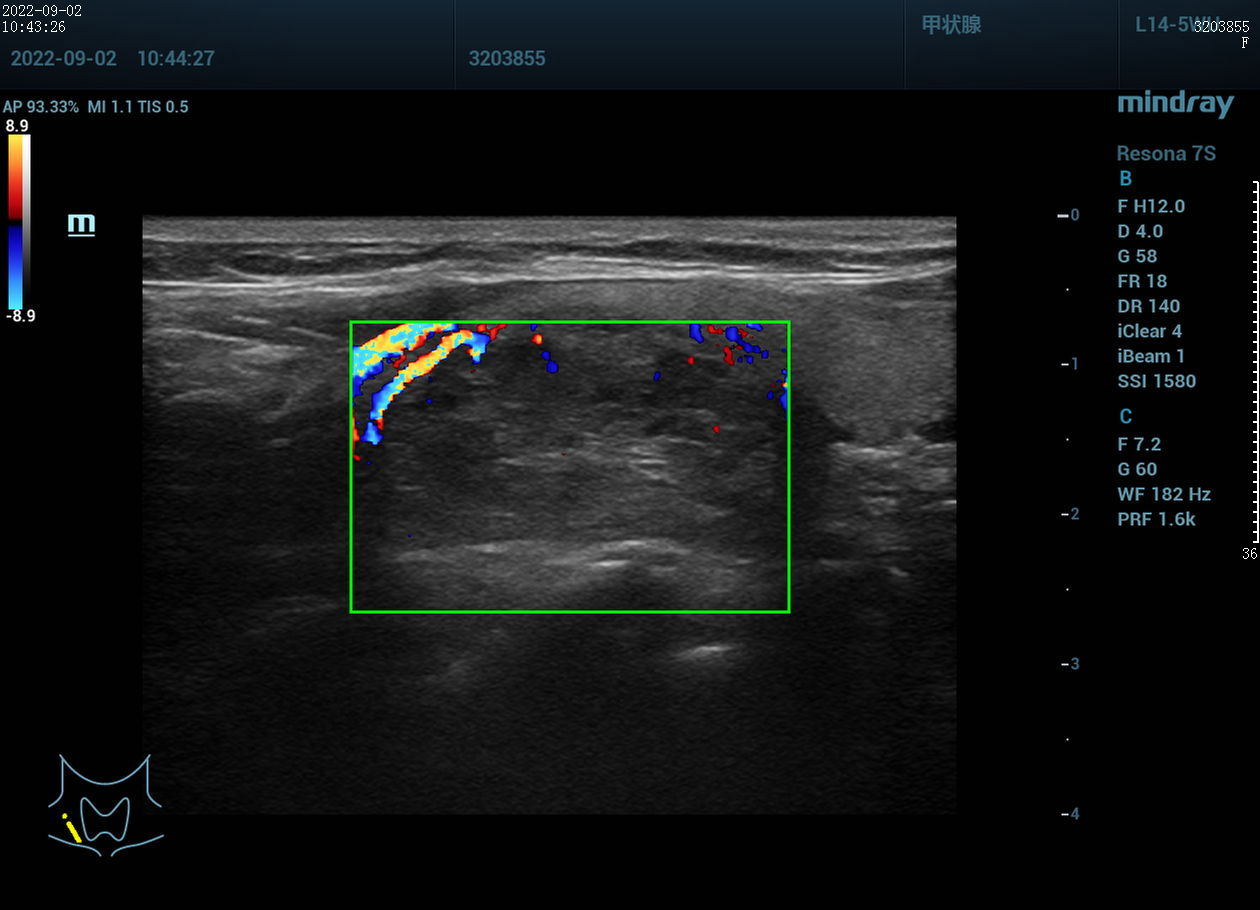 2022-09-02
10:43:26
2022-09-02 10:44:27
3203855
甲状腺
3203855
F
AP 93.33% MI 1.1 TIS 0.5
mindray
8.9
-8.9
m
Resona 7S
B
F H12.0
D 4.0
G 58
FR 18
DR 140
iClear 4
iBeam 1
SSI 1580
C
F 7.2
G 60
WF 182 Hz
PRF 1.6k
0
1
2
3
4
36